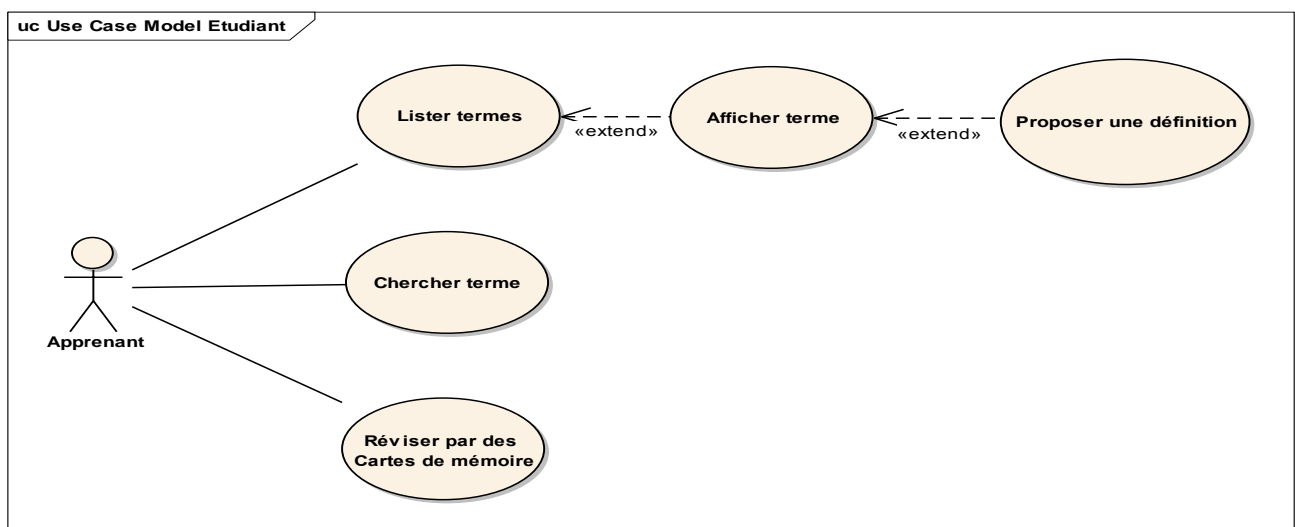 uc Use Case Model Etudiant
Lister termes
«extend»
Afficher terme
«extend»
Proposer une définition
Chercher terme
Apprenant
Réviser par des
Cartes de mémoire